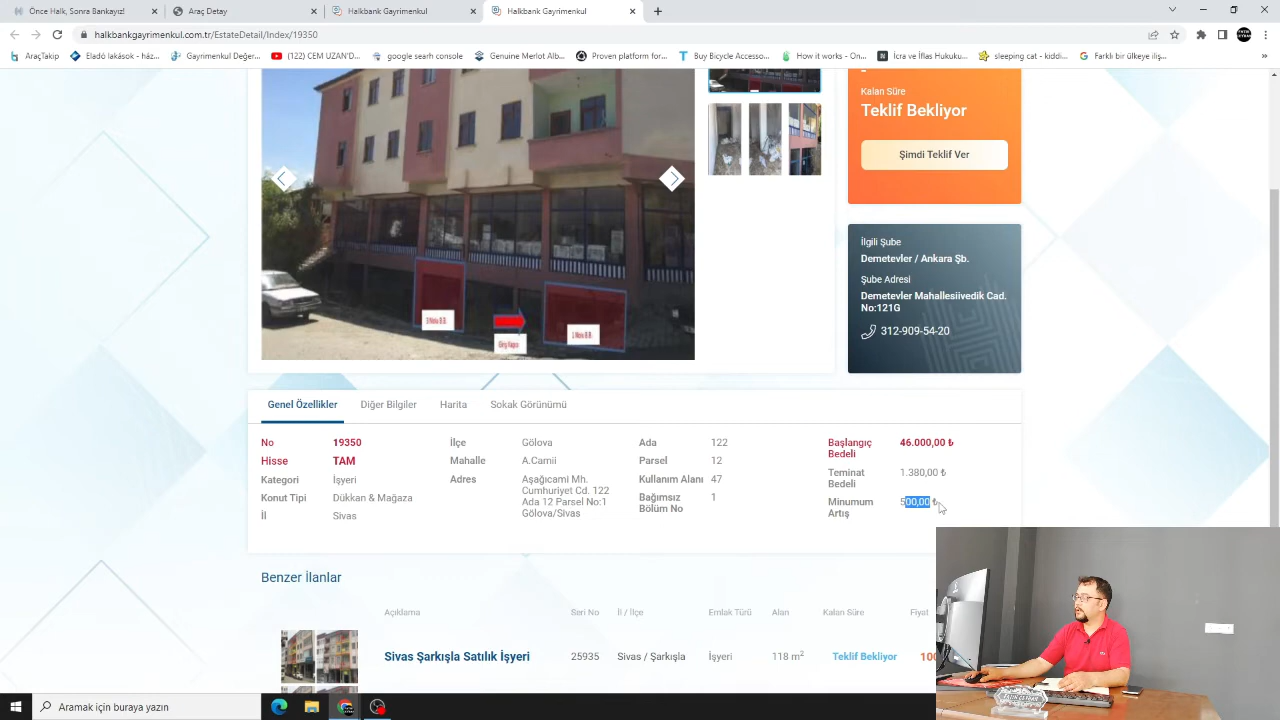 Önce Halk, Sonra Bankayız!
Araç Detay
Satılık Konut
Halkbankgayrimenkul
halkbankgayrimenkul.com.tr/EstateDetail/Index/19350
AraçTakip
Eladó lakások - ház...
Gayrimenkul Değer...
(122) CEM UZAN'D...
google searh console
Genuine Merlot Alb...
Proven platform for...
Buy Bicycle Accesso...
How it works - On...
İcra ve İflas Hukuku...
sleeping cat - kiddi...
Farklı bir ülkeye iliş...
Kalan Süre
Teklif Bekliyor
Şimdi Teklif Ver
İlgili Şube
Demetevler / Ankara Şb.
Şube Adresi
Demetevler Mahallesiivedik Cad.
No:121G
312-909-54-20
Giriş Kapısı
Genel Özellikler
Diğer Bilgiler
Harita
Sokak Görünümü
No 19350
Hisse TAM
Kategori İşyeri
Konut Tipi Dükkan & Mağaza
İl Sivas
İlçe Gölova
Mahalle A.Camii
Adres Aşağıcami Mh.
Cumhuriyet Cd. 122
Ada 12 Parsel No:1
Gölova/Sivas
Ada 122
Parsel 12
Kullanım Alanı 47
Bağımsız 1
Bölüm No
Başlangıç 46.000,00 ₺
Bedeli
Teminat 1.380,00 ₺
Bedeli
Minumum 500,00 ₺
Artış
Benzer İlanlar
Açıklama Seri No İl / İlçe Emlak Türü Alan Kalan Süre Fiyat
Sivas Şarkışla Satılık İşyeri 25935 Sivas / Şarkışla İşyeri 118 m² Teklif Bekliyor 100
Aramak için buraya yazın